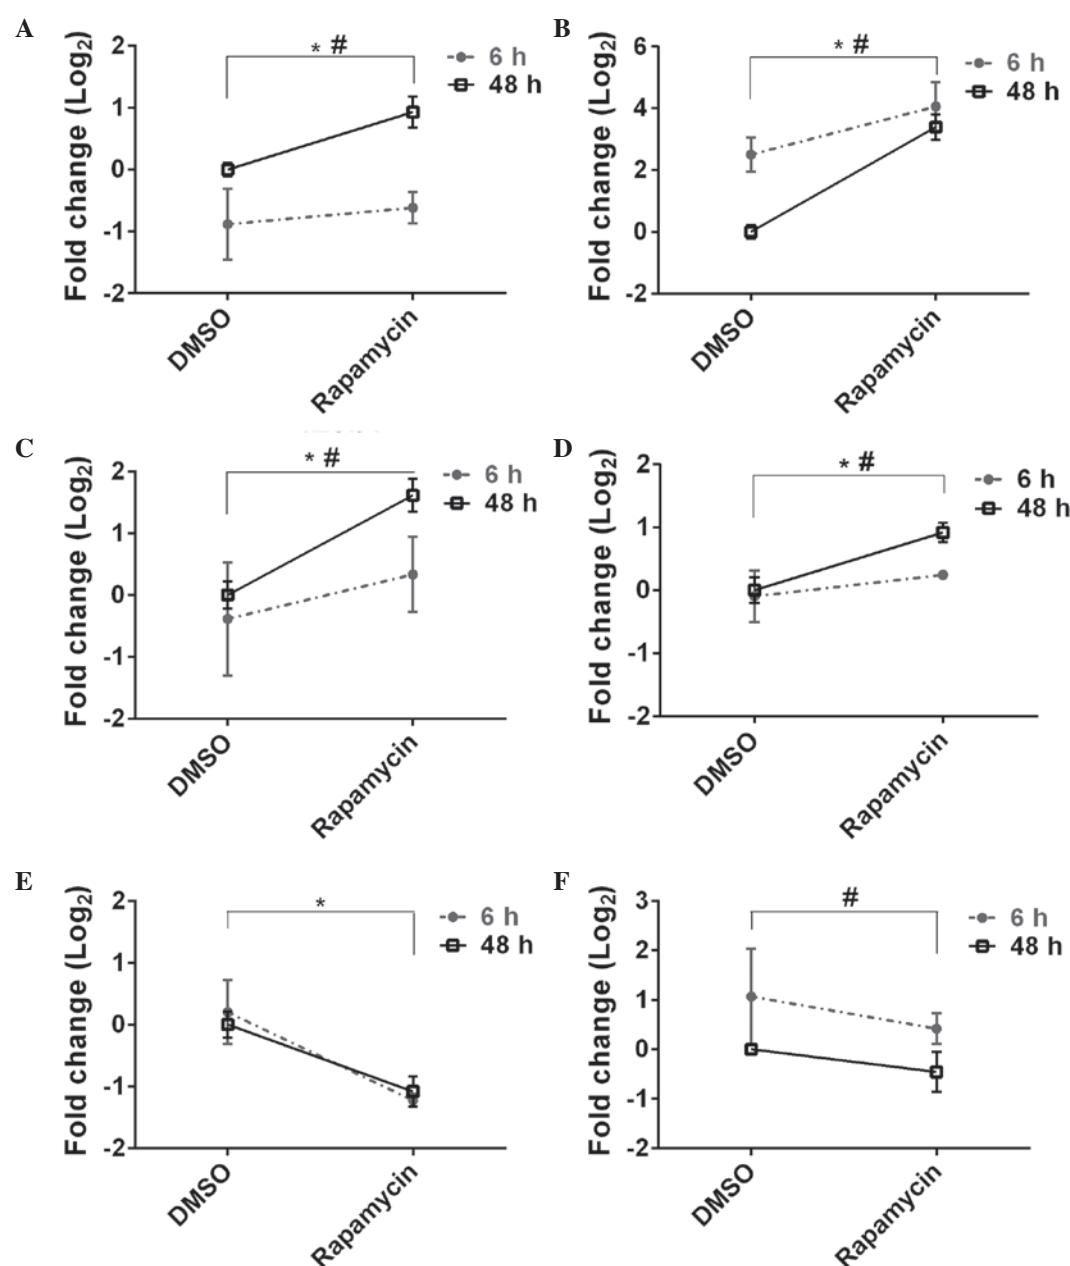 A
Fold change (Log2)
2
1
0
-1
-2
* #
6 h
48 h
DMSO
Rapamycin
B
Fold change (Log2)
6
4
2
0
-2
* #
6 h
48 h
DMSO
Rapamycin
C
Fold change (Log2)
2
1
0
-1
-2
* #
6 h
48 h
DMSO
Rapamycin
D
Fold change (Log2)
2
1
0
-1
-2
* #
6 h
48 h
DMSO
Rapamycin
E
Fold change (Log2)
2
1
0
-1
-2
*
6 h
48 h
DMSO
Rapamycin
F
Fold change (Log2)
3
2
1
0
-1
-2
#
6 h
48 h
DMSO
Rapamycin